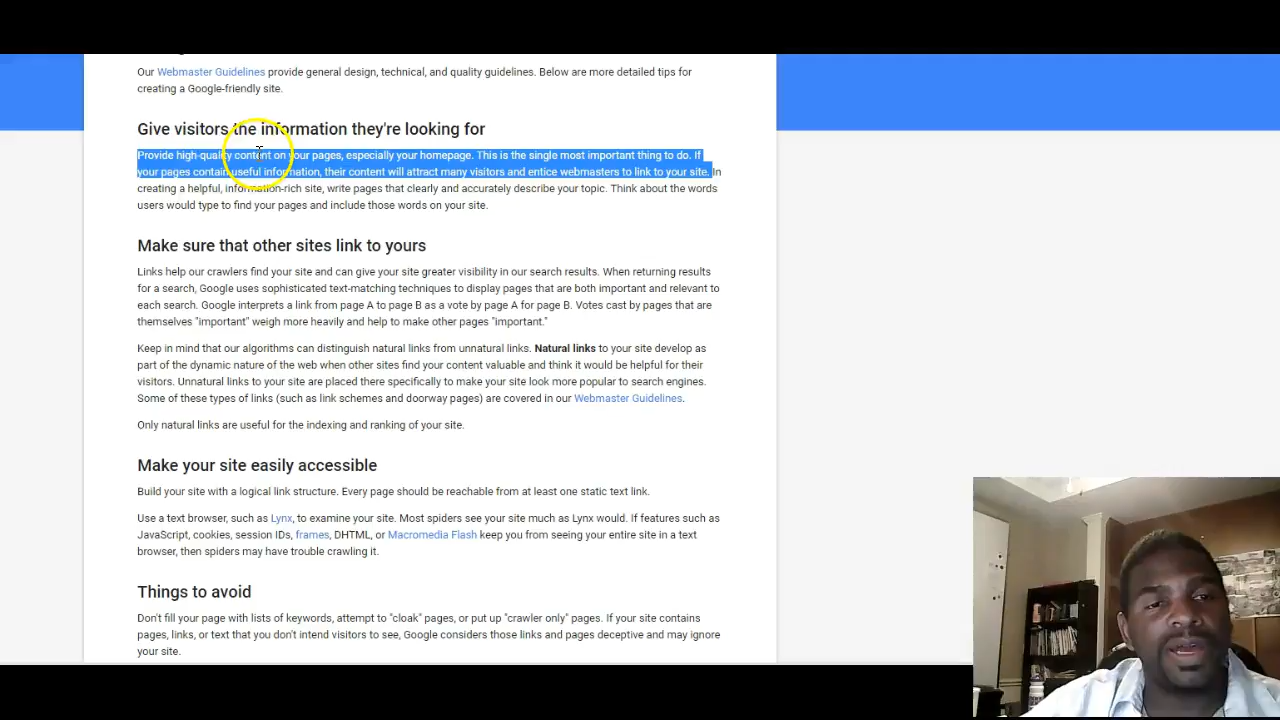 Our Webmaster Guidelines provide general design, technical, and quality guidelines. Below are more detailed tips for
creating a Google-friendly site.
Give visitors the information they're looking for
Provide high-quality content on your pages, especially your homepage. This is the single most important thing to do. If
your pages contain useful information, their content will attract many visitors and entice webmasters to link to your site. In
creating a helpful, information-rich site, write pages that clearly and accurately describe your topic. Think about the words
users would type to find your pages and include those words on your site.
Make sure that other sites link to yours
Links help our crawlers find your site and can give your site greater visibility in our search results. When returning results
for a search, Google uses sophisticated text-matching techniques to display pages that are both important and relevant to
each search. Google interprets a link from page A to page B as a vote by page A for page B. Votes cast by pages that are
themselves "important" weigh more heavily and help to make other pages "important."
Keep in mind that our algorithms can distinguish natural links from unnatural links. Natural links to your site develop as
part of the dynamic nature of the web when other sites find your content valuable and think it would be helpful for their
visitors. Unnatural links to your site are placed there specifically to make your site look more popular to search engines.
Some of these types of links (such as link schemes and doorway pages) are covered in our Webmaster Guidelines.
Only natural links are useful for the indexing and ranking of your site.
Make your site easily accessible
Build your site with a logical link structure. Every page should be reachable from at least one static text link.
Use a text browser, such as Lynx, to examine your site. Most spiders see your site much as Lynx would. If features such as
JavaScript, cookies, session IDs, frames, DHTML, or Macromedia Flash keep you from seeing your entire site in a text
browser, then spiders may have trouble crawling it.
Things to avoid
Don't fill your page with lists of keywords, attempt to "cloak" pages, or put up "crawler only" pages. If your site contains
pages, links, or text that you don't intend visitors to see, Google considers those links and pages deceptive and may ignore
your site.